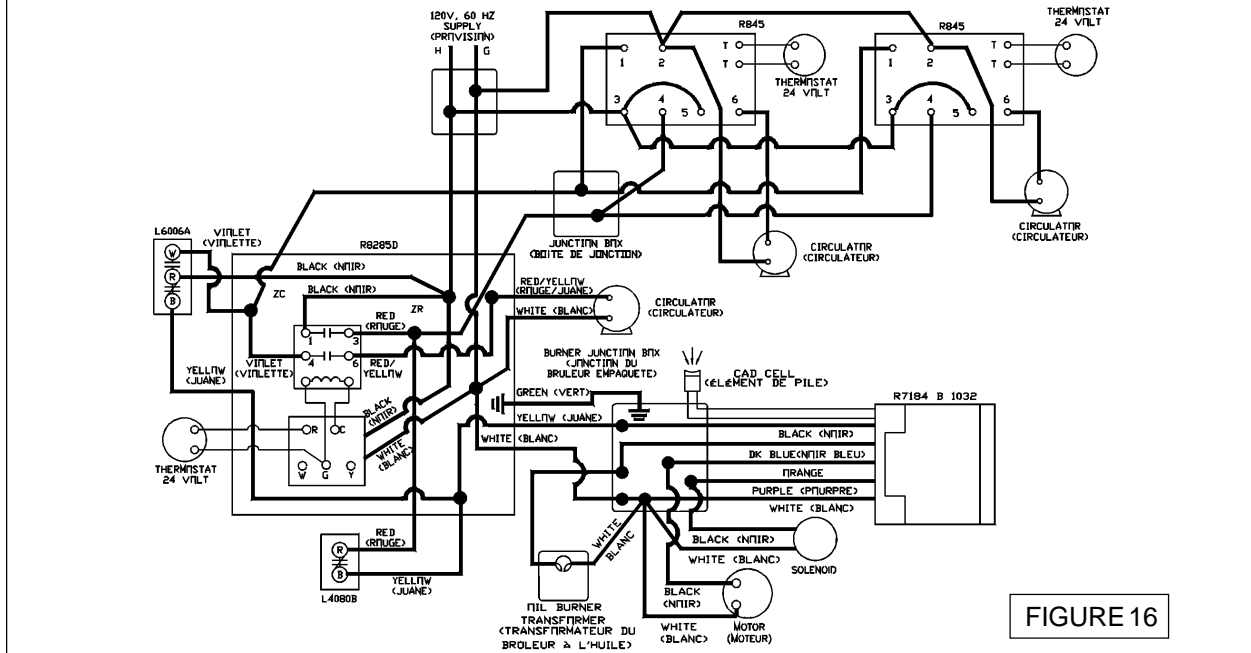 120V, 60 HZ
SUPPLY
(PROVISION)
H G
R845
1 2 T
T
3 4 5 6
THERMOSTAT
24 VOLT
R845
1 2 T
T
3 4 5 6
THERMOSTAT
24 VOLT
L6006A
W
R
B
VIOLET
(VIOLETTE)
R8285D
JUNCTION BOX
(BOITE DE JONCTION)
CIRCULATOR
(CIRCULATEUR)
CIRCULATOR
(CIRCULATEUR)
BLACK (NOIR)
ZC
BLACK (NOIR)
RED
(ROUGE)
ZR
RED/YELLOW
(ROUGE/JUANE)
WHITE (BLANC)
CIRCULATOR
(CIRCULATEUR)
1 3
4 6
YELLOW
(JUANE)
VIOLET
(VIOLETTE)
RED/
YELLOW
BURNER JUNCTION BOX
(JUNCTION DU
BRULEUR EMPAQUETE)
CAD CELL
(ÉLÉMENT DE PILE)
R7184 B 1032
GREEN (VERT)
BLACK
(NOIR)
YELLOW (JUANE)
WHITE (BLANC)
WHITE
(BLANC)
R C
W G Y
THERMOSTAT
24 VOLT
BLACK (NOIR)
DK BLUE(NOIR BLEU)
ORANGE
PURPLE (POURPRE)
WHITE (BLANC)
RED
(ROUGE)
R
B
L4080B
YELLOW
(JUANE)
WHITE
BLANC
BLACK (NOIR)
WHITE (BLANC)
SOLENOID
OIL BURNER
TRANSFORMER
(TRANSFORMATEUR DU
BROLEUR A L'HUILE)
BLACK
(NOIR)
WHITE
(BLANC)
MOTOR
(MOTEUR)
FIGURE 16